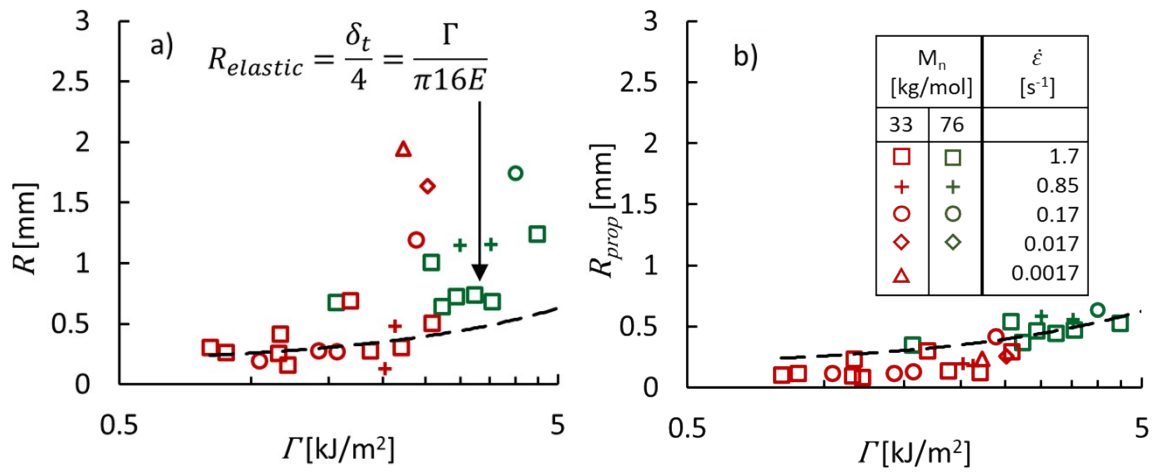 a)
R_elastic = δ_t/4 = Γ/π16E
3
2.5
2
1.5
1
0.5
0
R [mm]
0.5
5
Γ [kJ/m²]
b)
3
2.5
2
1.5
1
0.5
0
R_prop [mm]
0.5
5
Γ [kJ/m²]
M_n ε̇
[kg/mol] [s⁻¹]
33 76
1.7
0.85
0.17
0.017
0.0017